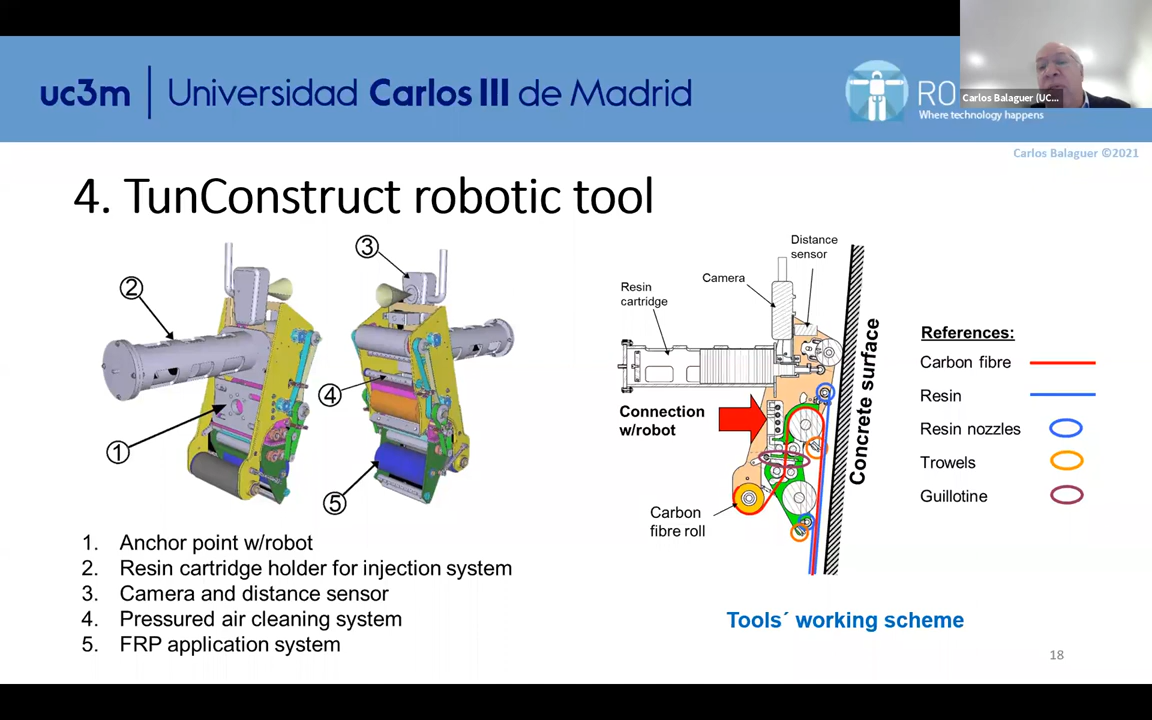 uc3m | Universidad Carlos III de Madrid
RO
Where technology happens
Carlos Balaguer (UC...
Carlos Balaguer ©2021
4. TunConstruct robotic tool
2
3
4
1
5
1. Anchor point w/robot
2. Resin cartridge holder for injection system
3. Camera and distance sensor
4. Pressured air cleaning system
5. FRP application system
Distance
sensor
Camera
Resin
cartridge
Connection
w/robot
Concrete surface
Carbon
fibre roll
References:
Carbon fibre
Resin
Resin nozzles
Trowels
Guillotine
Tools´ working scheme
18